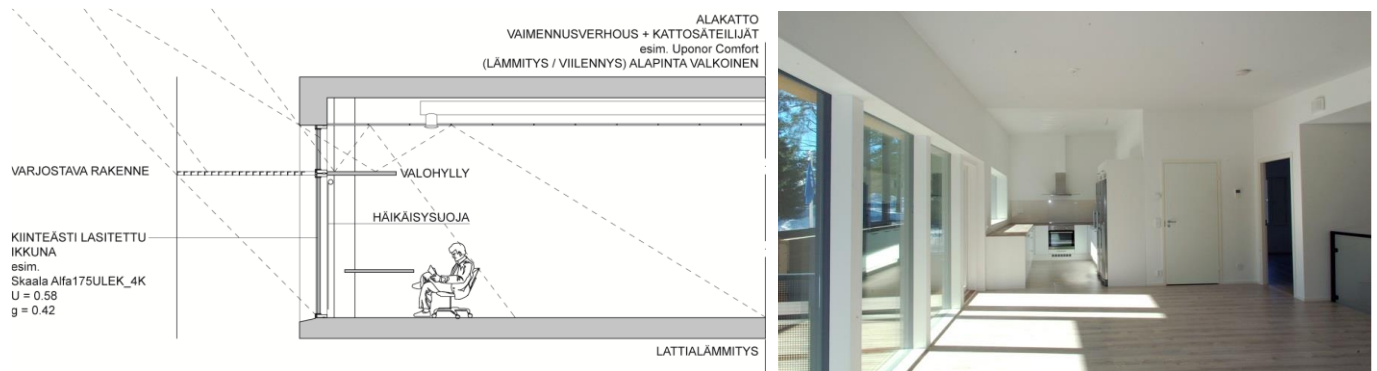 ALAKATTO
VAIMENNUSVERHOUS + KATTOSÄTEILIJÄT
esim. Uponor Comfort
(LÄMMITYS / VIILENNYS) ALAPINTA VALKOINEN
VARJOSTAVA RAKENNE
VALOHYLLY
HÄIKÄISYSUOJA
KIINTEÄSTI LASITETTU
IKKUNA
esim.
Skaala Alfa175ULEK_4K
U = 0.58
g = 0.42
LATTIALÄMMITYS